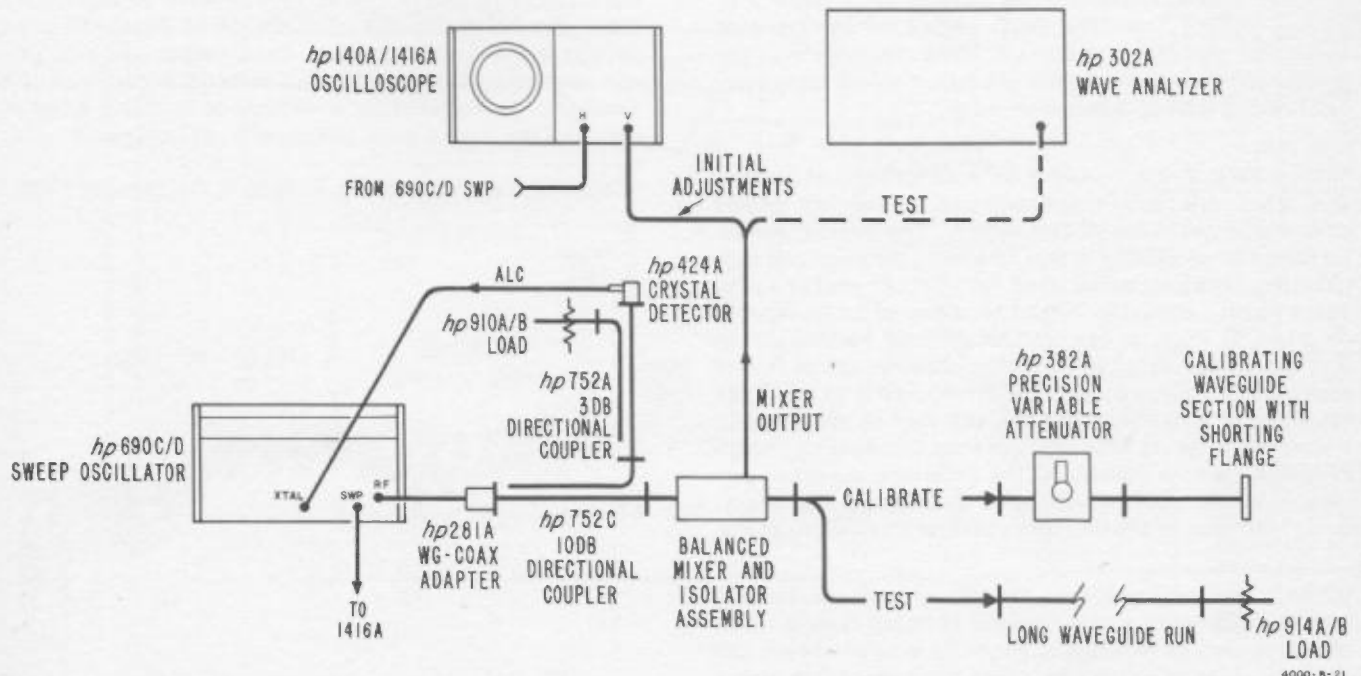 hp 140A/1416A
OSCILLOSCOPE
H
V
hp 302A
WAVE ANALYZER
FROM 690C/D SWP
INITIAL
ADJUSTMENTS
TEST
ALC
hp 424A
CRYSTAL
DETECTOR
hp 910A/B
LOAD
hp 752A
3DB
DIRECTIONAL
COUPLER
MIXER
OUTPUT
hp 382A
PRECISION
VARIABLE
ATTENUATOR
CALIBRATING
WAVEGUIDE
SECTION WITH
SHORTING
FLANGE
hp 690C/D
SWEEP OSCILLATOR
XTAL
SWP
RF
TO
1416A
hp 281A
WG-COAX
ADAPTER
hp 752C
10DB
DIRECTIONAL
COUPLER
BALANCED
MIXER AND
ISOLATOR
ASSEMBLY
CALIBRATE
TEST
LONG WAVEGUIDE RUN
hp 914A/B
LOAD
4000-B-21